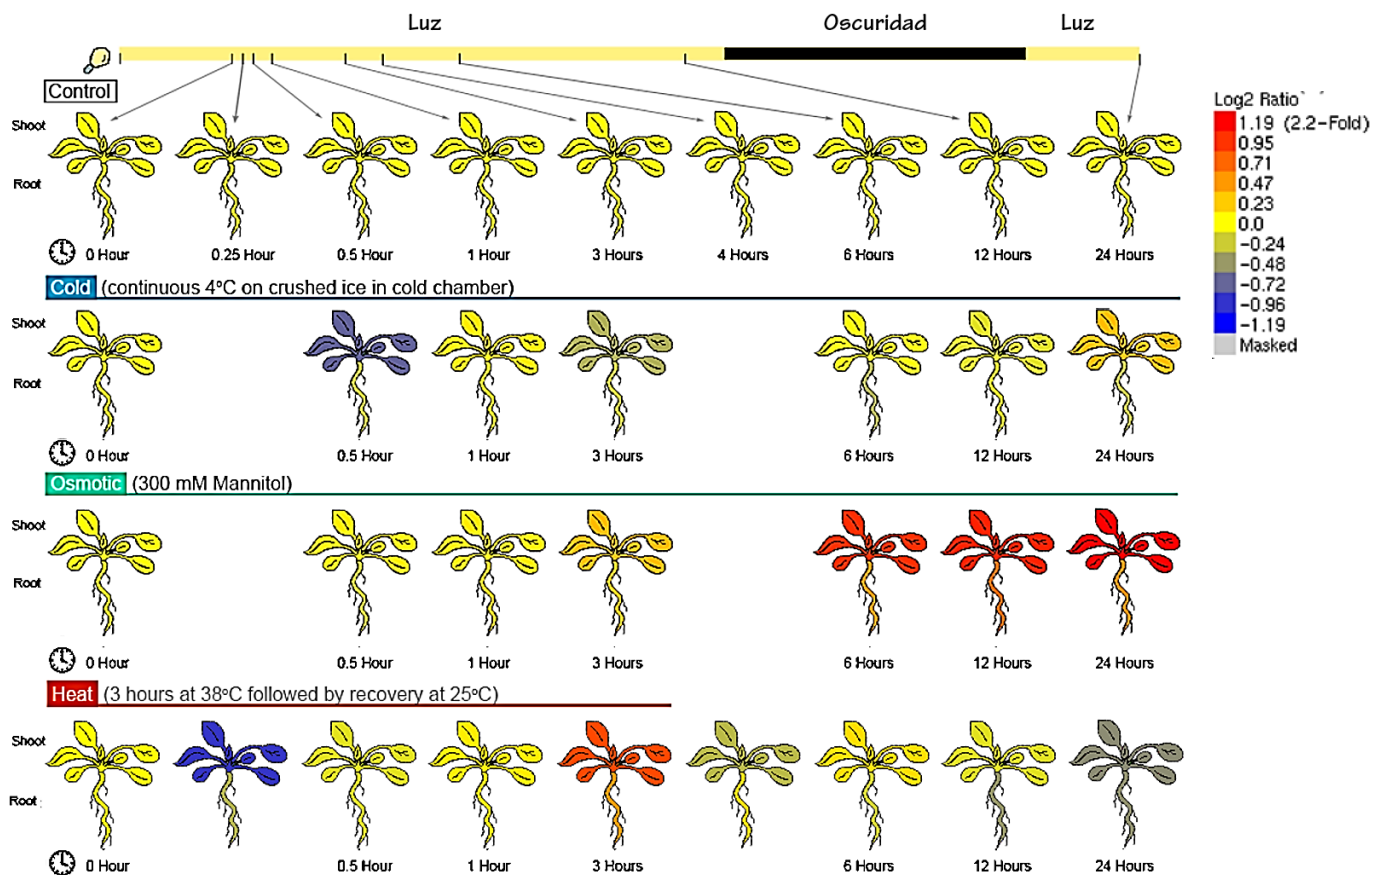 Luz Oscuridad Luz
Control
Shoot
Root
0 Hour 0.25 Hour 0.5 Hour 1 Hour 3 Hours 4 Hours 6 Hours 12 Hours 24 Hours
Cold (continuous 4ºC on crushed ice in cold chamber)
Shoot
Root
0 Hour 0.5 Hour 1 Hour 3 Hours 6 Hours 12 Hours 24 Hours
Osmotic (300 mM Mannitol)
Shoot
Root
0 Hour 0.5 Hour 1 Hour 3 Hours 6 Hours 12 Hours 24 Hours
Heat (3 hours at 38ºC followed by recovery at 25ºC)
Shoot
Root
0 Hour 0.5 Hour 1 Hour 3 Hours 6 Hours 12 Hours 24 Hours
Log2 Ratio
1.19 (2.2-Fold)
0.95
0.71
0.47
0.23
0.0
-0.24
-0.48
-0.72
-0.96
-1.19
Masked